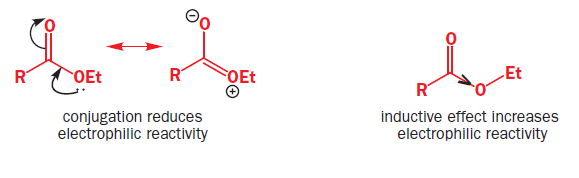 O
R
OEt
⊖
O
R
OEt
⊕
conjugation reduces
electrophilic reactivity
O
Et
R
O
inductive effect increases
electrophilic reactivity